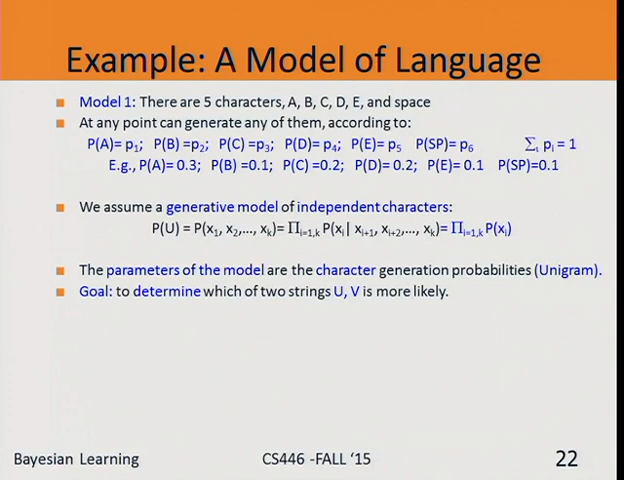 Example: A Model of Language
Model 1: There are 5 characters, A, B, C, D, E, and space
At any point can generate any of them, according to:
P(A)= p₁; P(B) =p₂; P(C) =p₃; P(D)= p₄; P(E)= p₅ P(SP)= p₆ ∑ᵢ pᵢ = 1
E.g., P(A)= 0.3; P(B) =0.1; P(C) =0.2; P(D)= 0.2; P(E)= 0.1 P(SP)=0.1
We assume a generative model of independent characters:
P(U) = P(x₁, x₂,…, xₖ)= Πᵢ₌₁,ₖ P(xᵢ| xᵢ₊₁, xᵢ₊₂,…, xₖ)= Πᵢ₌₁,ₖ P(xᵢ)
The parameters of the model are the character generation probabilities (Unigram).
Goal: to determine which of two strings U, V is more likely.
Bayesian Learning CS446 -FALL ‘15 22